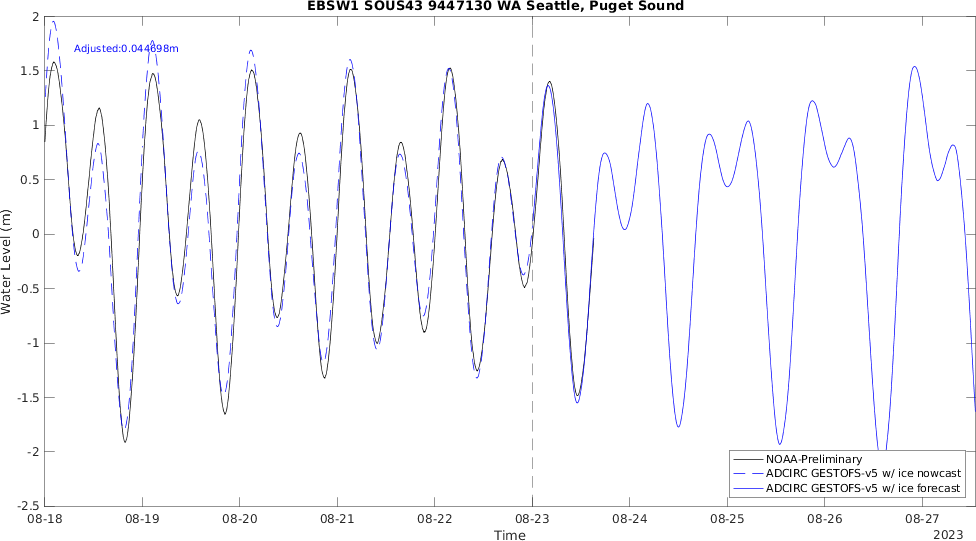 EBSW1 SOUS43 9447130 WA Seattle, Puget Sound
Adjusted:0.044698m
Water Level (m)
2
1.5
1
0.5
0
-0.5
-1
-1.5
-2
-2.5
NOAA-Preliminary
ADCIRC GESTOFS-v5 w/ ice nowcast
ADCIRC GESTOFS-v5 w/ ice forecast
08-18 08-19 08-20 08-21 08-22 08-23 08-24 08-25 08-26 08-27
Time
2023